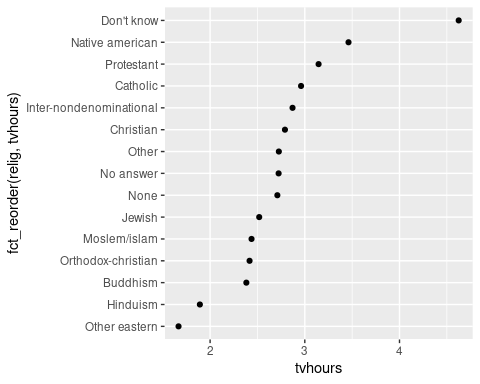 Don't know
Native american
Protestant
Catholic
Inter-nondenominational
Christian
Other
No answer
None
Jewish
Moslem/islam
Orthodox-christian
Buddhism
Hinduism
Other eastern
fct_reorder(relig, tvhours)
2 3 4
tvhours